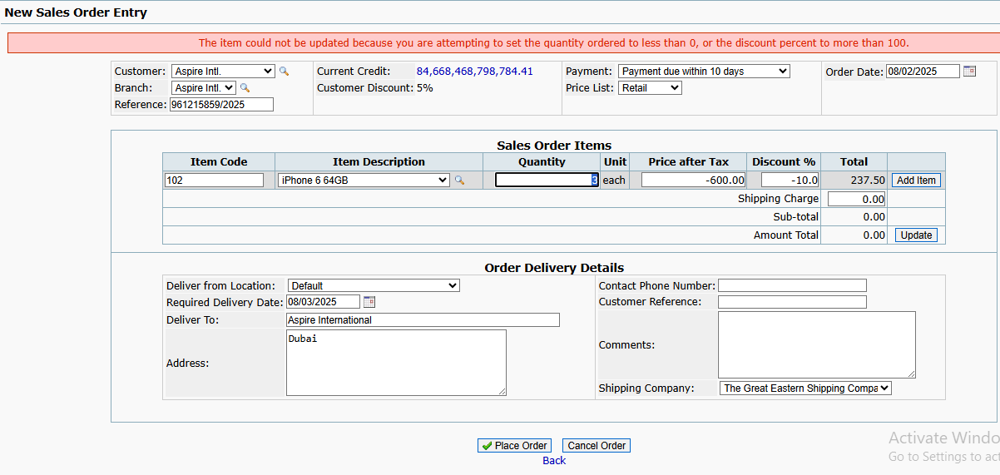 New Sales Order Entry
The item could not be updated because you are attempting to set the quantity ordered to less than 0, or the discount percent to more than 100.
Customer: Aspire Intl. Current Credit: 84,668,468,798,784.41 Payment: Payment due within 10 days Order Date: 08/02/2025
Branch: Aspire Intl. Customer Discount: 5% Price List: Retail
Reference: 961215859/2025
Sales Order Items
Item Code Item Description Quantity Unit Price after Tax Discount % Total
102 iPhone 6 64GB 3 each -600.00 -10.0 237.50 Add Item
Shipping Charge 0.00
Sub-total 0.00
Amount Total 0.00 Update
Order Delivery Details
Deliver from Location: Default Contact Phone Number:
Required Delivery Date: 08/03/2025 Customer Reference:
Deliver To: Aspire International
Dubai
Comments:
Address:
Shipping Company: The Great Eastern Shipping Compa
Place Order Cancel Order
Back
Activate Windo
Go to Settings to act